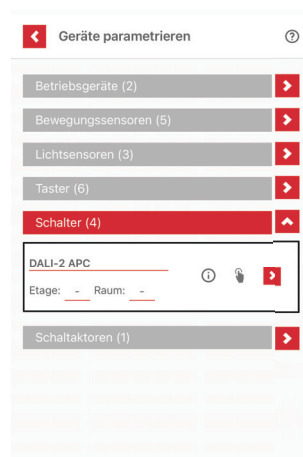 Geräte parametrieren
Betriebsgeräte (2)
Bewegungssensoren (5)
Lichtsensoren (3)
Taster (6)
Schalter (4)
DALI-2 APC
Etage: - Raum: -
Schaltaktoren (1)